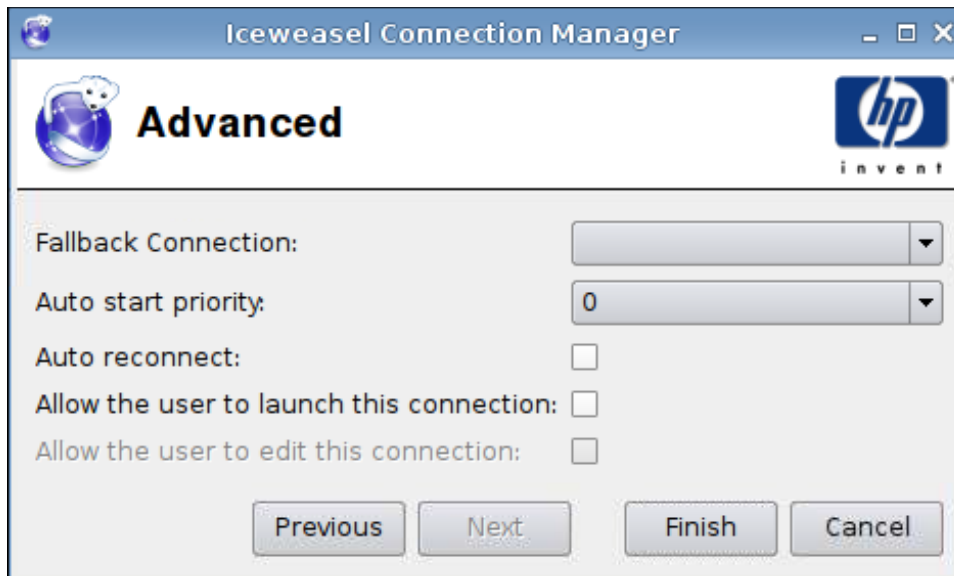 Iceweasel Connection Manager
Advanced
hp
invent
Fallback Connection:
Auto start priority: 0
Auto reconnect:
Allow the user to launch this connection:
Allow the user to edit this connection:
Previous Next Finish Cancel